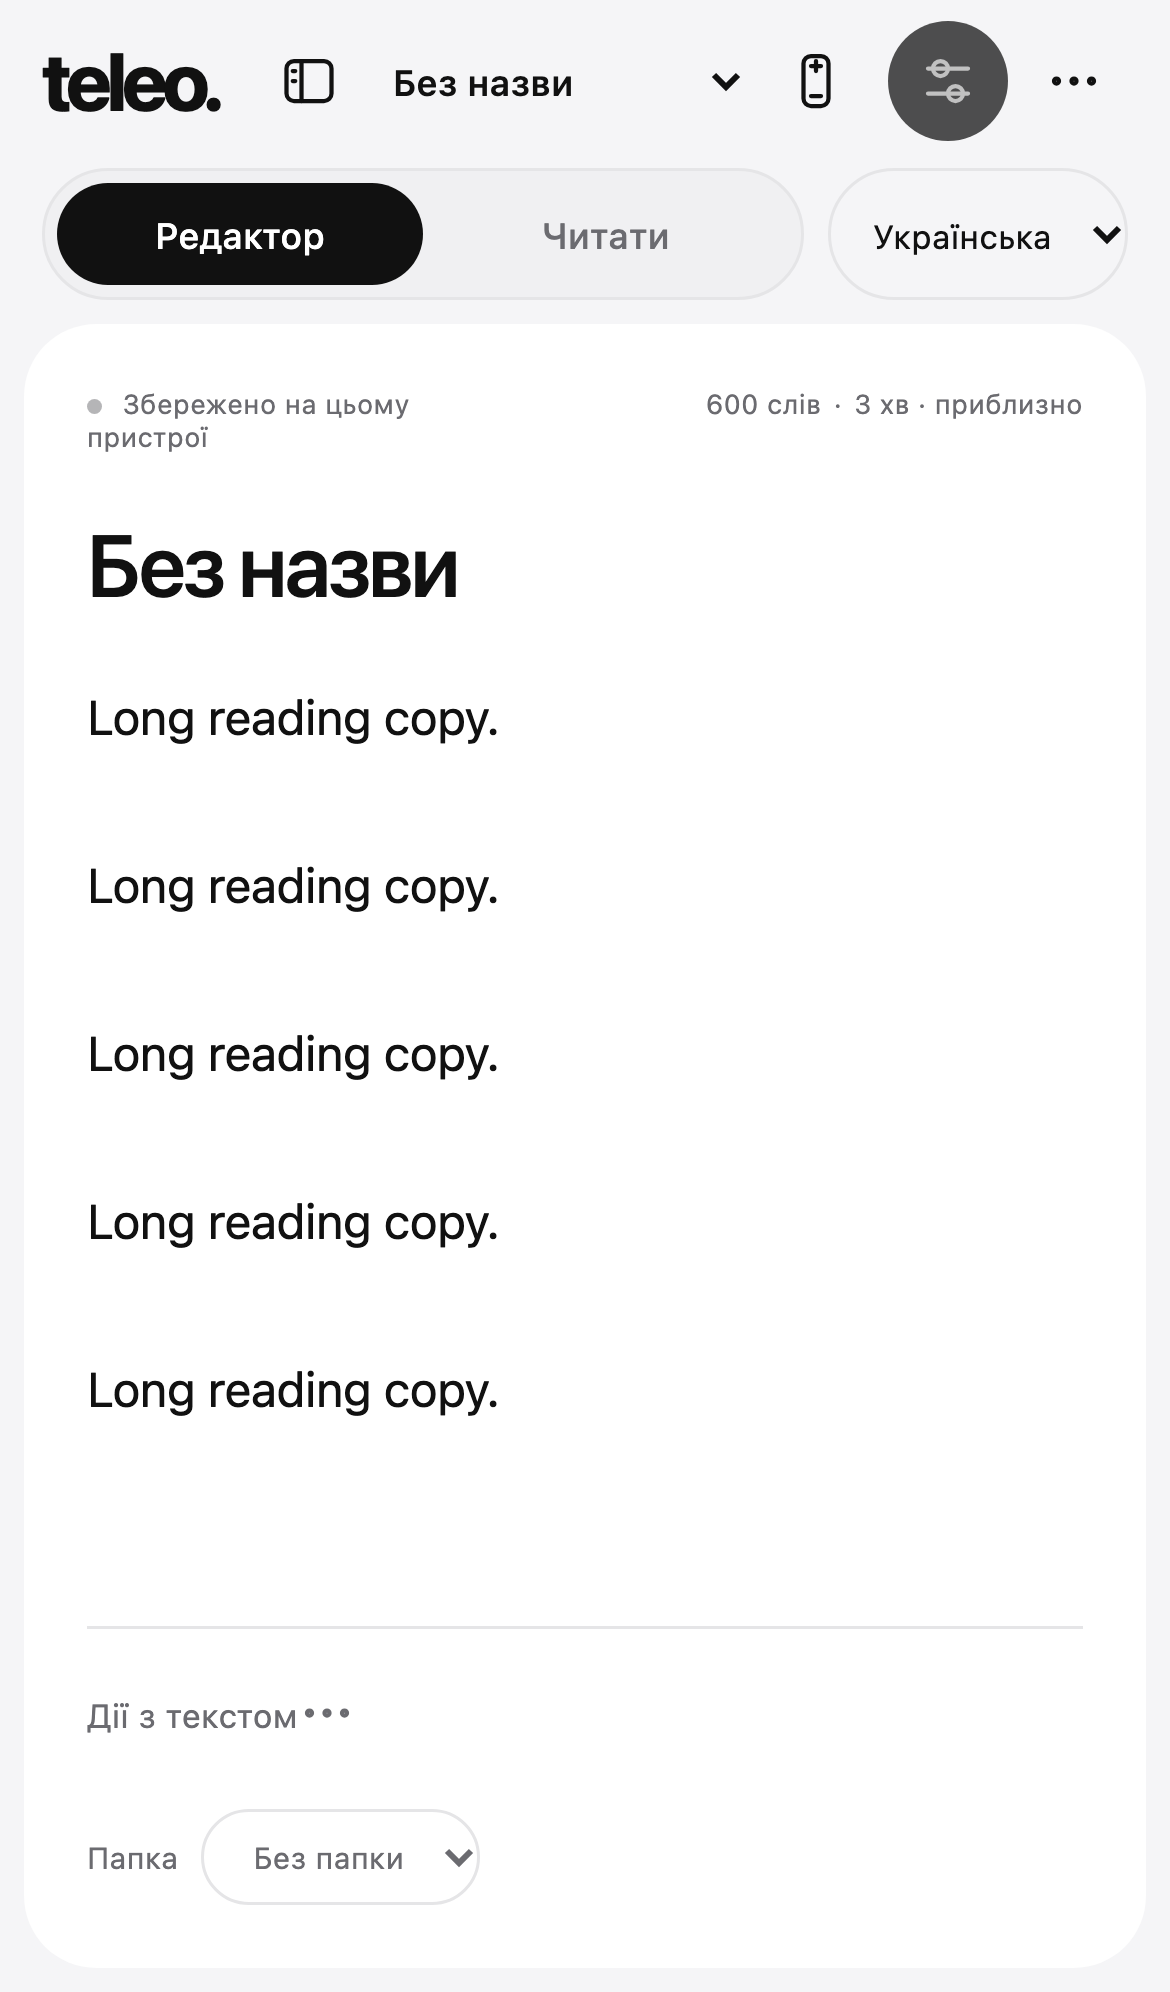 teleo.
Без назви
Редактор
Читати
Українська
Збережено на цьому
пристрої
600 слів · 3 хв · приблизно
Без назви
Long reading copy.
Long reading copy.
Long reading copy.
Long reading copy.
Long reading copy.
Дії з текстом
Папка
Без папки